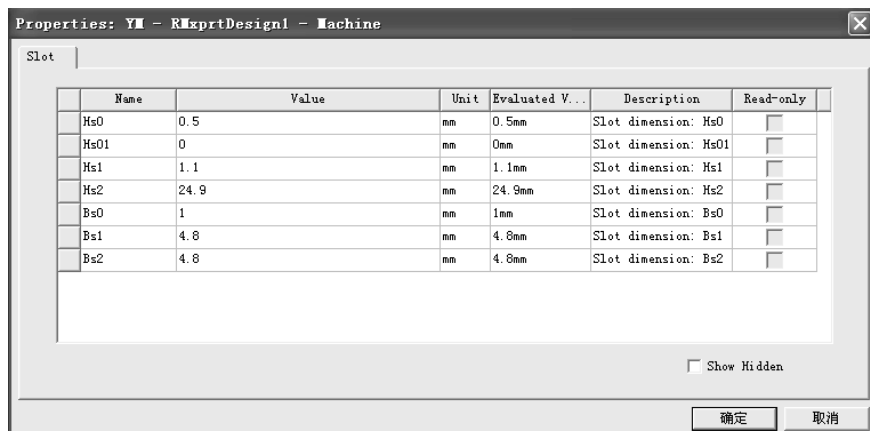 Properties: YM - RMxprtDesign1 - Machine
Slot
Name Value Unit Evaluated V... Description Read-only
Hs0 0.5 mm 0.5mm Slot dimension: Hs0
Hs01 0 mm 0mm Slot dimension: Hs01
Hs1 1.1 mm 1.1mm Slot dimension: Hs1
Hs2 24.9 mm 24.9mm Slot dimension: Hs2
Bs0 1 mm 1mm Slot dimension: Bs0
Bs1 4.8 mm 4.8mm Slot dimension: Bs1
Bs2 4.8 mm 4.8mm Slot dimension: Bs2
Show Hidden
确定 取消